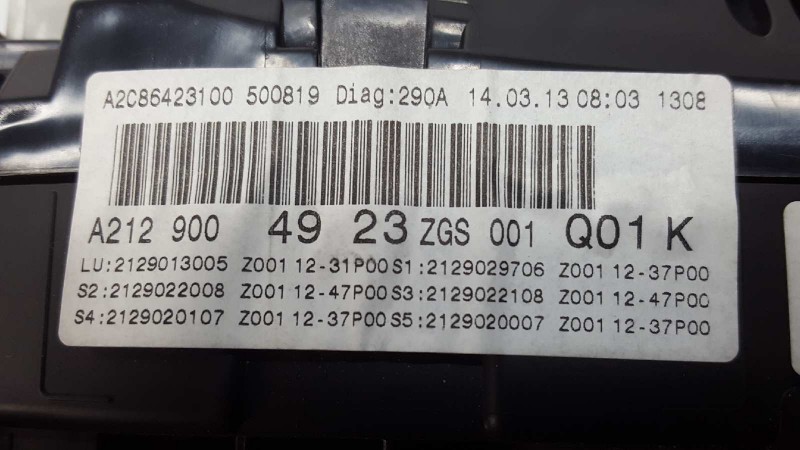 A2C86423100 500819 Diag:290A 14.03.13 08:03 1308
A212 900 49 23 ZGS 001 Q01 K
LU:2129013005 Z001 12-31P00 S1:2129029706 Z001 12-37P00
S2:2129022008 Z001 12-47P00 S3:2129022108 Z001 12-47P00
S4:2129020107 Z001 12-37P00 S5:2129020007 Z001 12-37P00